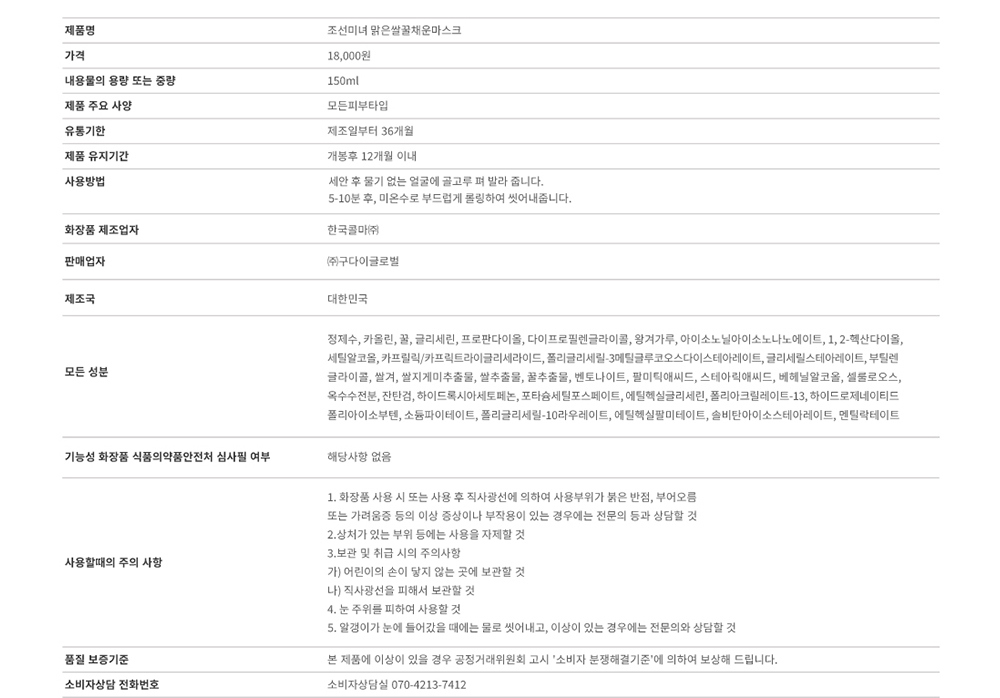 제품명 조선미녀 맑은쌀꿀채운마스크
가격 18,000원
내용물의 용량 또는 중량 150ml
제품 주요 사양 모든피부타입
유통기한 제조일부터 36개월
제품 유지기간 개봉후 12개월 이내
사용방법 세안 후 물기 없는 얼굴에 골고루 펴 발라 줍니다.
5-10분 후, 미온수로 부드럽게 롤링하여 씻어내줍니다.
화장품 제조업자 한국콜마㈜
판매업자 ㈜구다이글로벌
제조국 대한민국
모든 성분
정제수, 카올린, 꿀, 글리세린, 프로판다이올, 다이프로필렌글라이콜, 왕겨가루, 아이소노닐아이소노나노에이트, 1, 2-헥산다이올,
세틸알코올, 카프릴릭/카프릭트라이글리세라이드, 폴리글리세릴-3메틸글루코오스다이스테아레이트, 글리세릴스테아레이트, 부틸렌
글라이콜, 쌀겨, 쌀지게미추출물, 쌀추출물, 꿀추출물, 벤토나이트, 팔미틱애씨드, 스테아릭애씨드, 베헤닐알코올, 셀룰로오스,
옥수수전분, 잔탄검, 하이드록시아세토페논, 포타슘세틸포스페이트, 에틸헥실글리세린, 폴리아크릴레이트-13, 하이드로제네이티드
폴리아이소부텐, 소듐파이테이트, 폴리글리세릴-10라우레이트, 에틸헥실팔미테이트, 솔비탄아이소스테아레이트, 멘틸락테이트
기능성 화장품 식품의약품안전처 심사필 여부 해당사항 없음
사용할때의 주의 사항
1. 화장품 사용 시 또는 사용 후 직사광선에 의하여 사용부위가 붉은 반점, 부어오름
또는 가려움증 등의 이상 증상이나 부작용이 있는 경우에는 전문의 등과 상담할 것
2.상처가 있는 부위 등에는 사용을 자제할 것
3.보관 및 취급 시의 주의사항
가) 어린이의 손이 닿지 않는 곳에 보관할 것
나) 직사광선을 피해서 보관할 것
4. 눈 주위를 피하여 사용할 것
5. 알갱이가 눈에 들어갔을 때에는 물로 씻어내고, 이상이 있는 경우에는 전문의와 상담할 것
품질 보증기준 본 제품에 이상이 있을 경우 공정거래위원회 고시 '소비자 분쟁해결기준'에 의하여 보상해 드립니다.
소비자상담 전화번호 소비자상담실 070-4213-7412